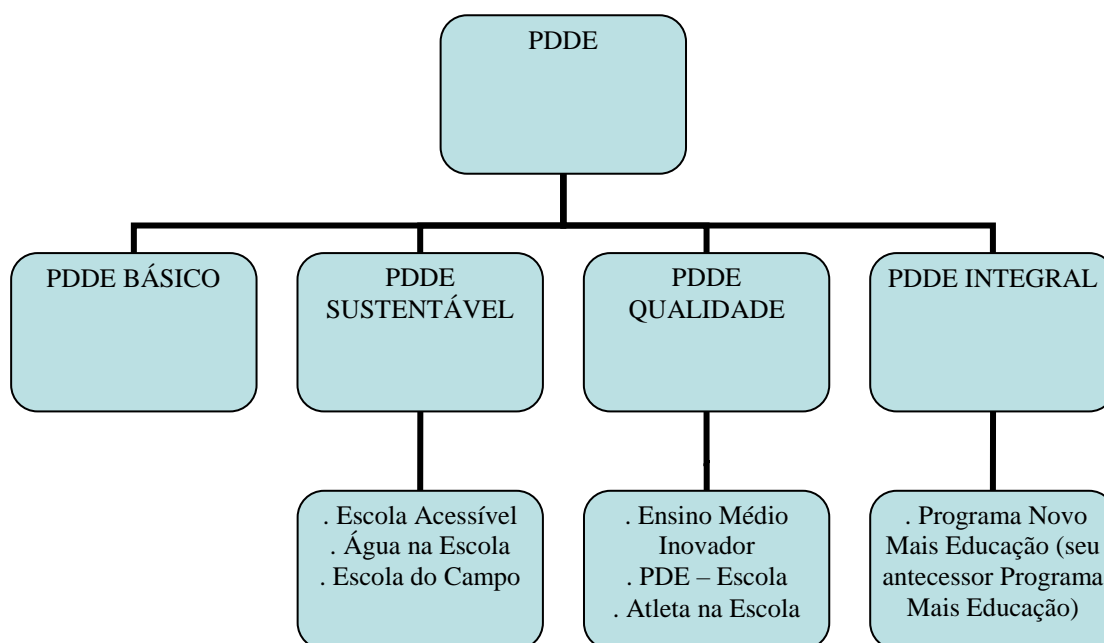 PDDE
PDDE BÁSICO
PDDE
SUSTENTÁVEL
PDDE
QUALIDADE
PDDE INTEGRAL
. Escola Acessível
. Água na Escola
. Escola do Campo
. Ensino Médio
Inovador
. PDE – Escola
. Atleta na Escola
. Programa Novo
Mais Educação (seu
antecessor Programa
Mais Educação)